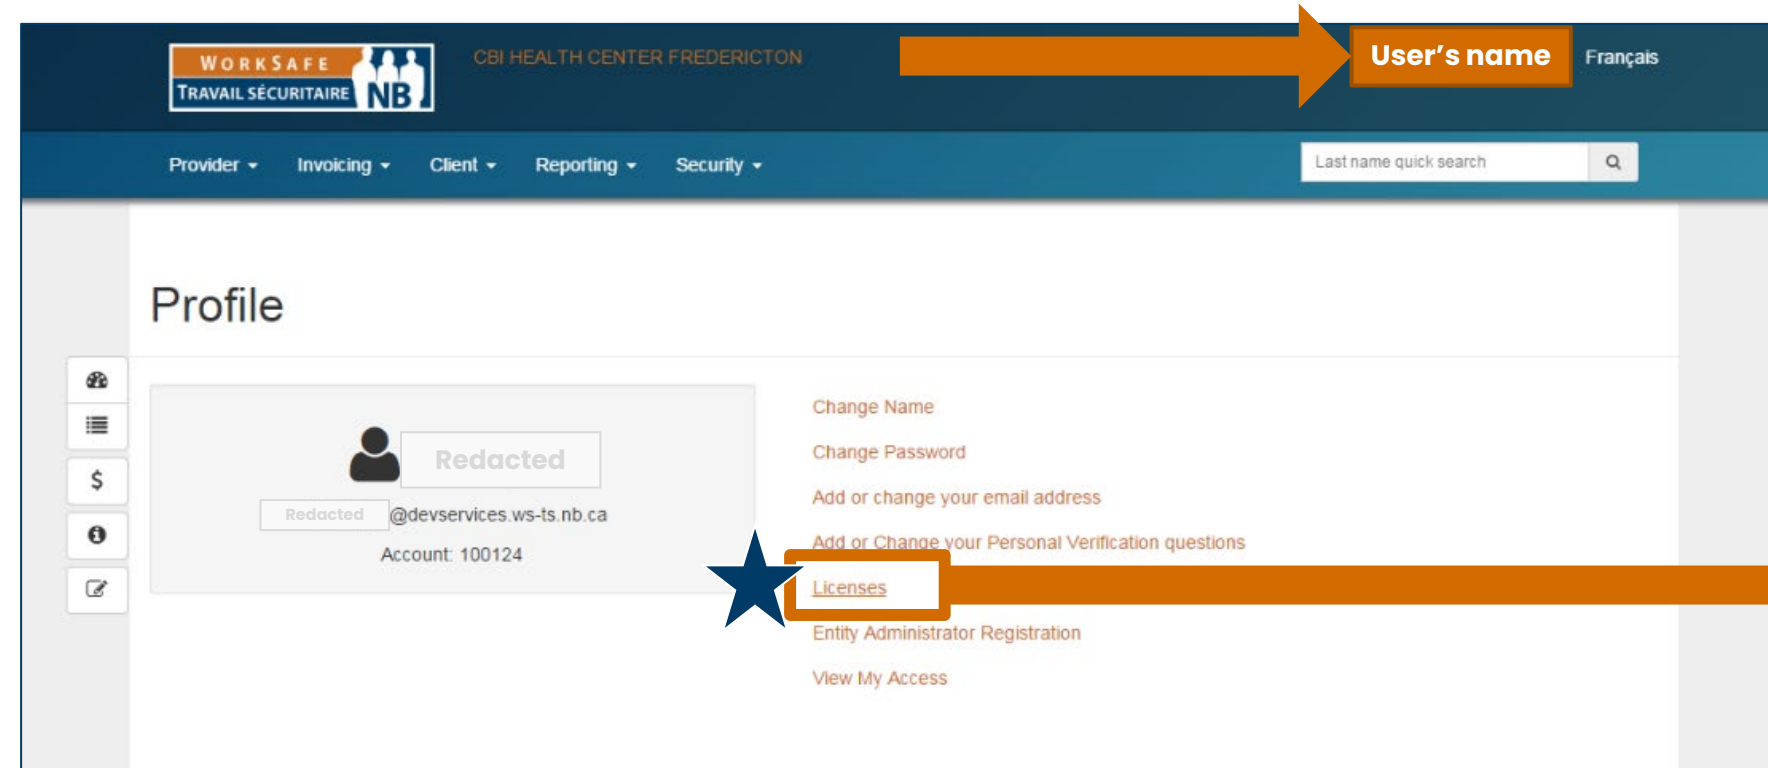 WORKSAFE
TRAVAIL SÉCURITAIRE NB
CBI HEALTH CENTER FREDERICTON
User's name
Français
Provider
Invoicing
Client
Reporting
Security
Last name quick search
Profile
Redacted
Redacted @devservices.ws-ts.nb.ca
Account: 100124
Change Name
Change Password
Add or change your email address
Add or Change your Personal Verification questions
Licenses
Entity Administrator Registration
View My Access